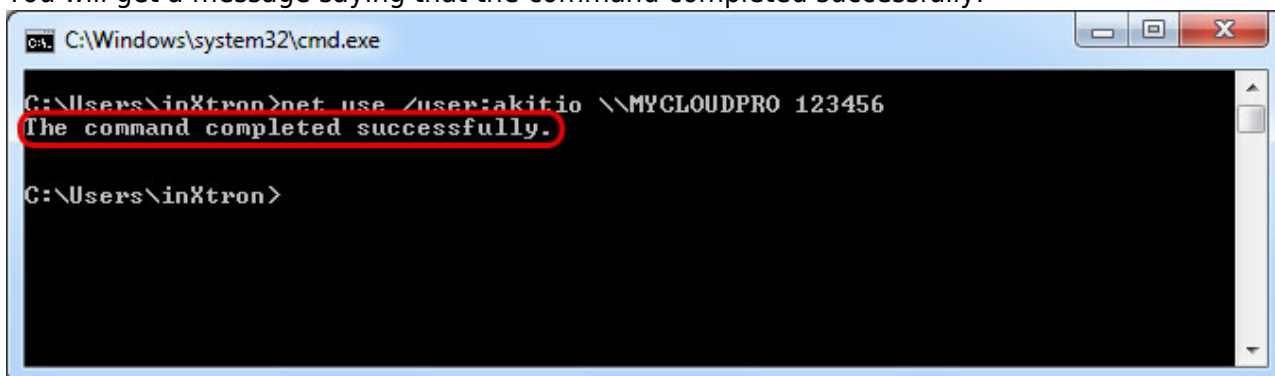 You will get a message saying that the command completed successfully.
C:\Windows\system32\cmd.exe
C:\Users\inXtron>net use /user:akitio \\MYCLOUDPRO 123456
The command completed successfully.
C:\Users\inXtron>